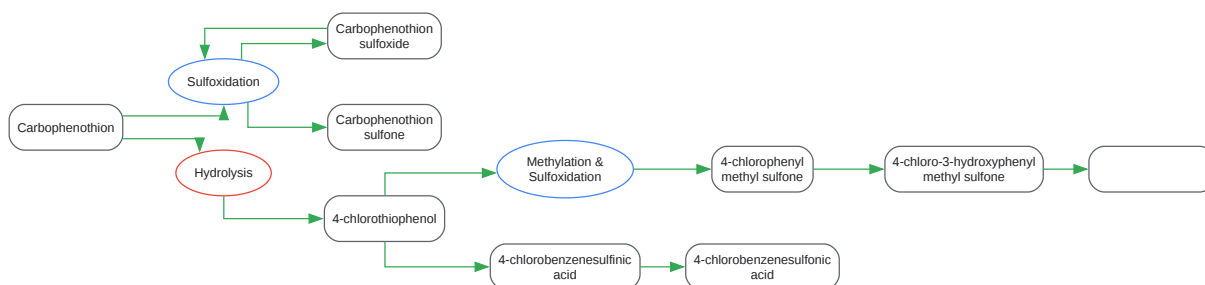 Carbophenothion
sulfoxide
Sulfoxidation
Carbophenothion
Carbophenothion
sulfone
Hydrolysis
Methylation &
Sulfoxidation
4-chlorophenyl
methyl sulfone
4-chloro-3-hydroxyphenyl
methyl sulfone
4-chlorothiophenol
4-chlorobenzenesulfinic
acid
4-chlorobenzenesulfonic
acid